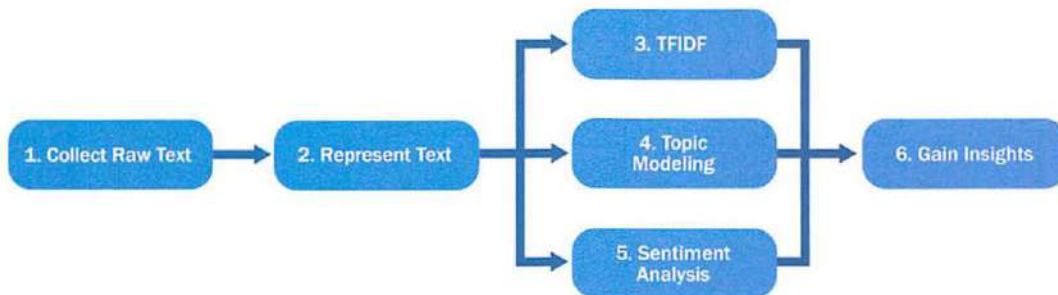 1. Collect Raw Text
2. Represent Text
3. TFIDF
4. Topic
Modeling
5. Sentiment
Analysis
6. Gain Insights